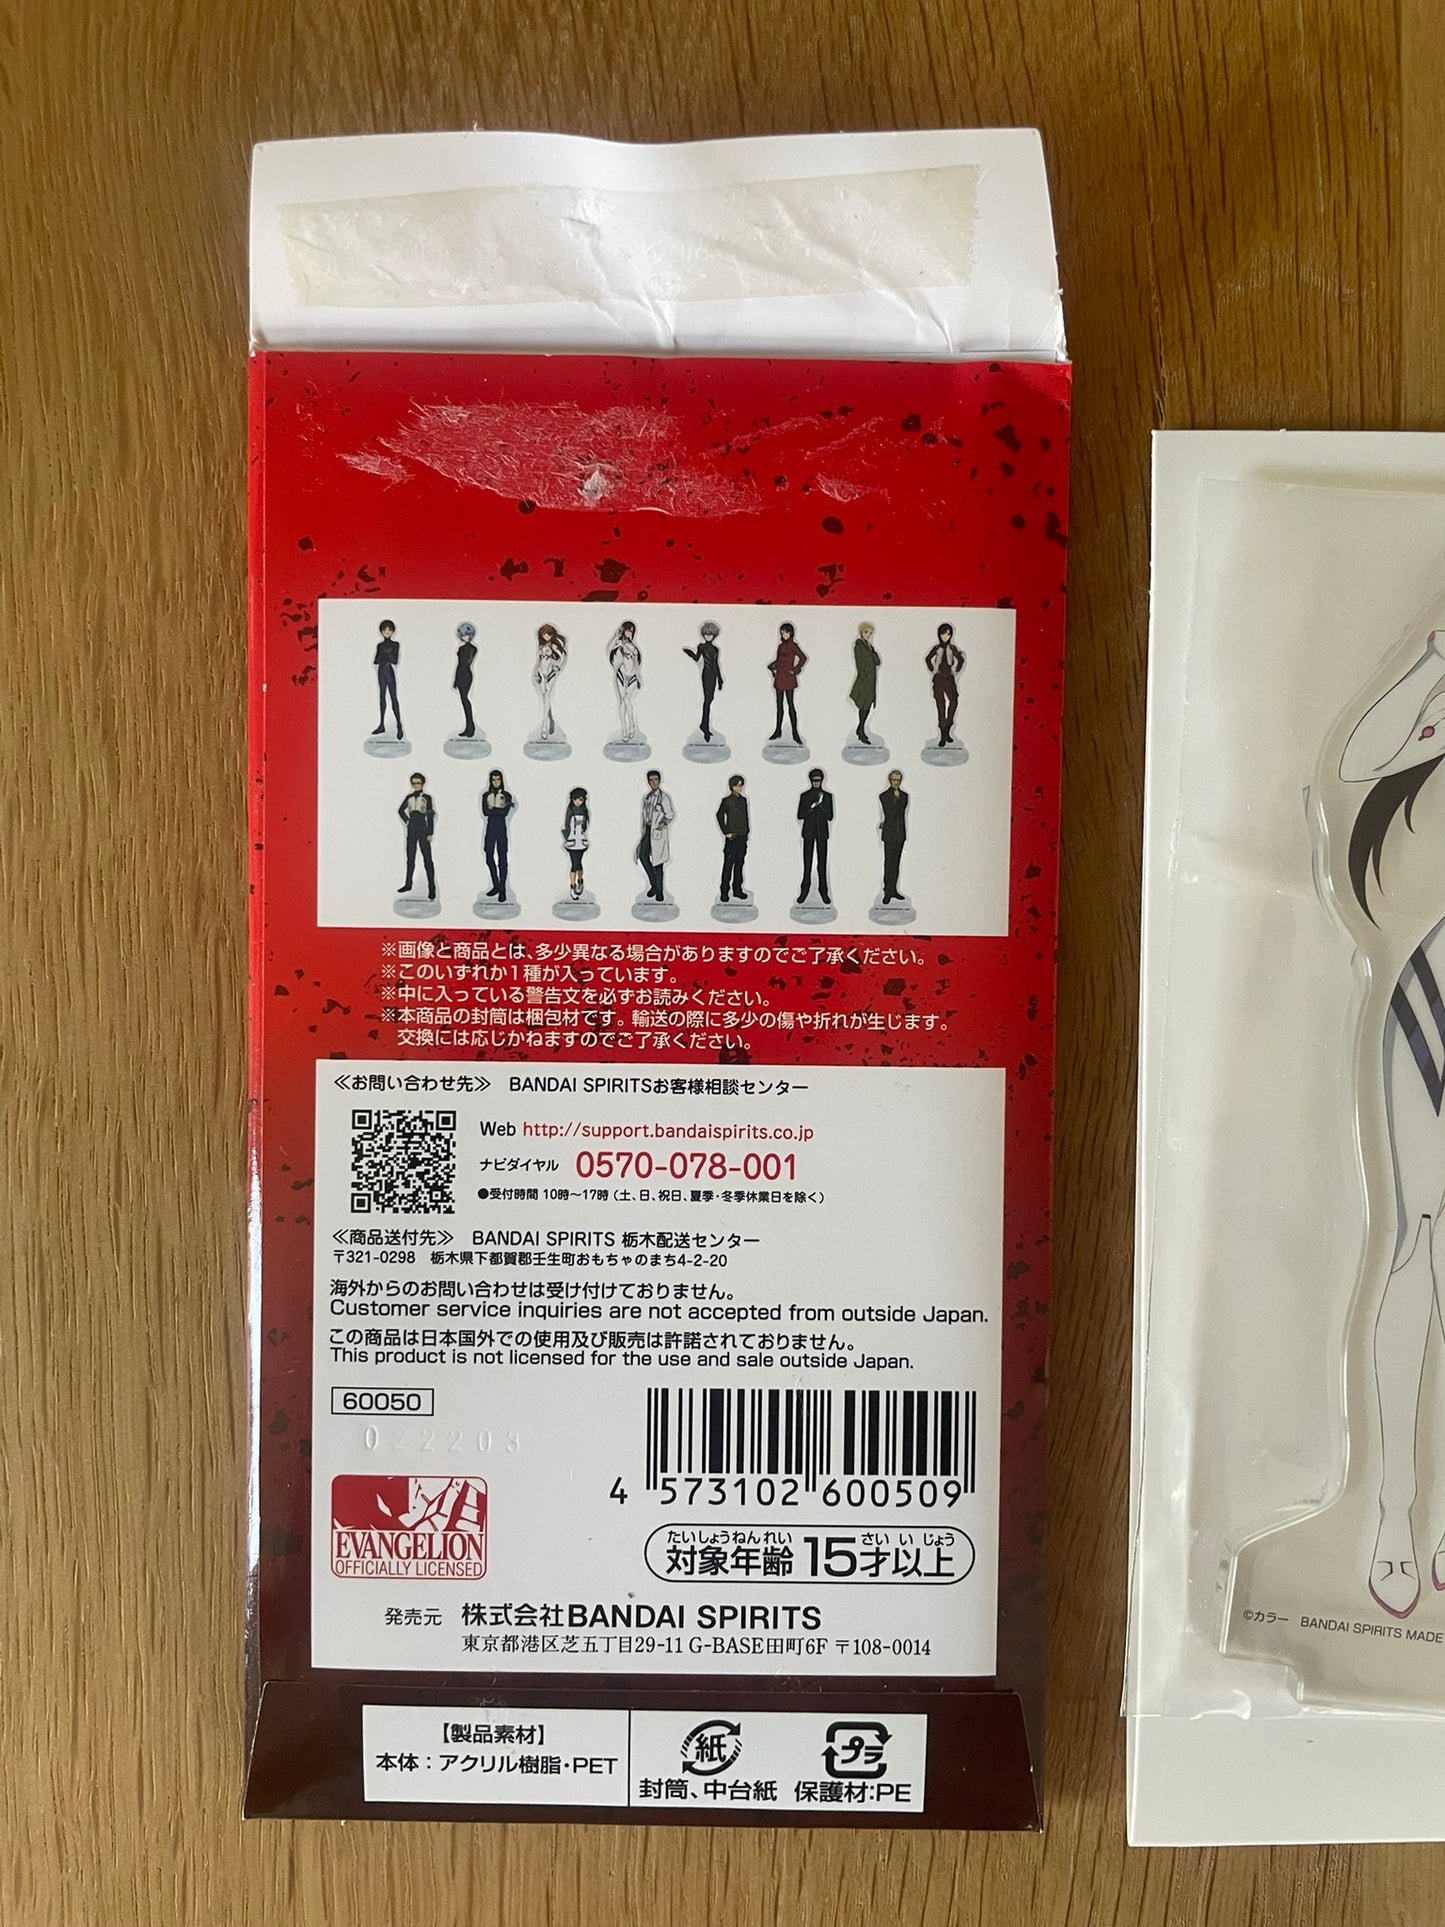 ※画像と商品とは、多少異なる場合がありますのでご了承ください。
※このいずれか1種が入っています。
※中に入っている警告文を必ずお読みください。
※本商品の封筒は梱包材です。輸送の際に多少の傷や折れが生じます。
交換には応じかねますのでご了承ください。
≪お問い合わせ先≫ BANDAI SPIRITSお客様相談センター
Web http://support.bandaispirits.co.jp
ナビダイヤル 0570-078-001
●受付時間 10時〜17時 (土、日、祝日、夏季・冬季休業日を除く)
≪商品送付先≫ BANDAI SPIRITS 栃木配送センター
〒321-0298 栃木県下都賀郡壬生町おもちゃのまち4-2-20
海外からのお問い合わせは受け付けておりません。
Customer service inquiries are not accepted from outside Japan.
この商品は日本国外での使用及び販売は許諾されておりません。
This product is not licensed for the use and sale outside Japan.
60050
022203
4 573102 600509
EVANGELION
OFFICIALLY LICENSED
たいしょうねんれい さい い じょう
対象年齢 15才以上
発売元 株式会社BANDAI SPIRITS
東京都港区芝五丁目29-11 G-BASE田町6F 〒108-0014
【製品素材】
本体：アクリル樹脂・PET
紙
封筒、中台紙
プラ
保護材:PE
©カラー BANDAI SPIRITS MADE